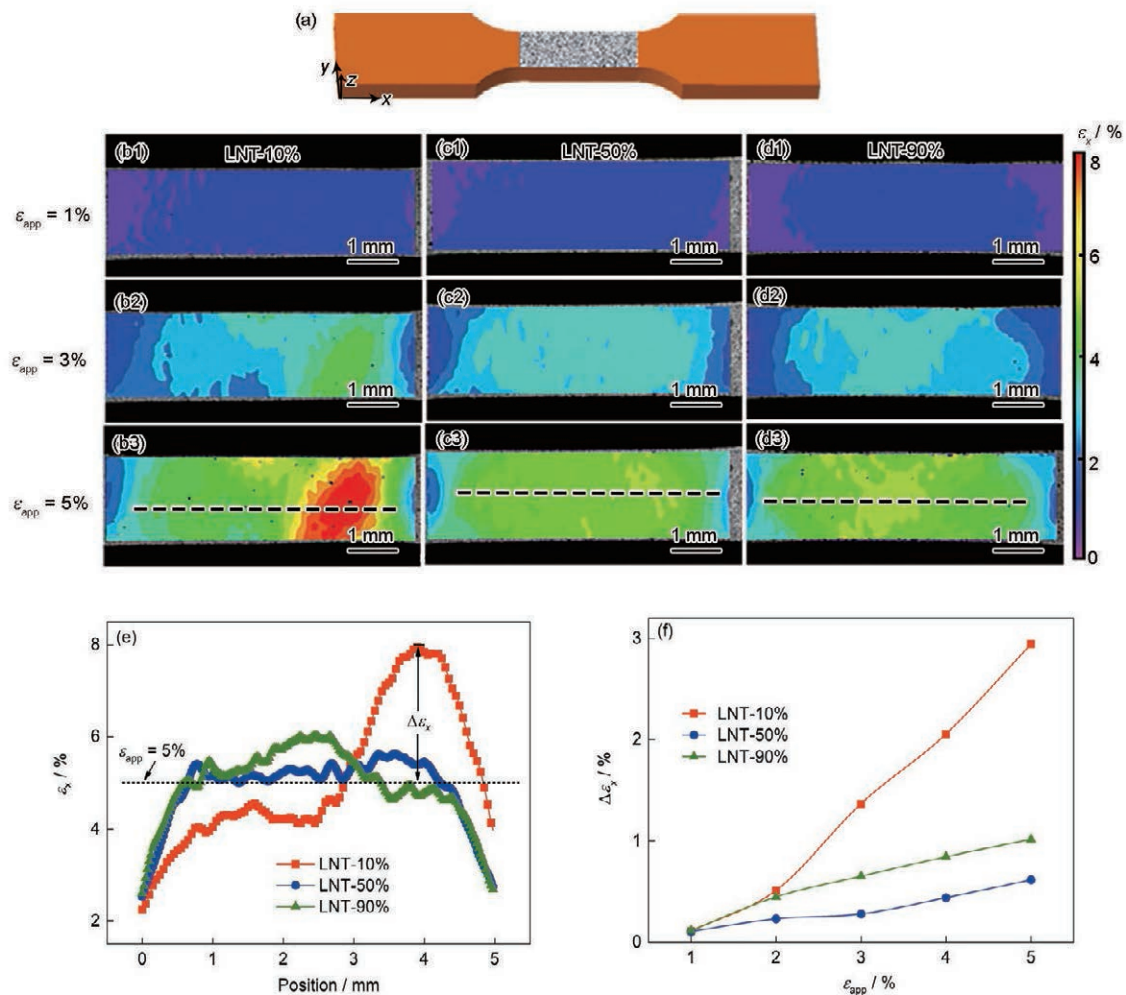 (a)
y
z
x
(b1) LNT-10%
(c1) LNT-50%
(d1) LNT-90%
εx / %
8
6
4
2
0
εapp = 1%
1 mm
1 mm
1 mm
(b2)
(c2)
(d2)
εapp = 3%
1 mm
1 mm
1 mm
(b3)
(c3)
(d3)
εapp = 5%
1 mm
1 mm
1 mm
(e)
8
6
4
2
εx / %
εapp = 5%
Δεx
LNT-10%
LNT-50%
LNT-90%
0 1 2 3 4 5
Position / mm
(f)
3
2
1
0
Δεx / %
LNT-10%
LNT-50%
LNT-90%
1 2 3 4 5
εapp / %